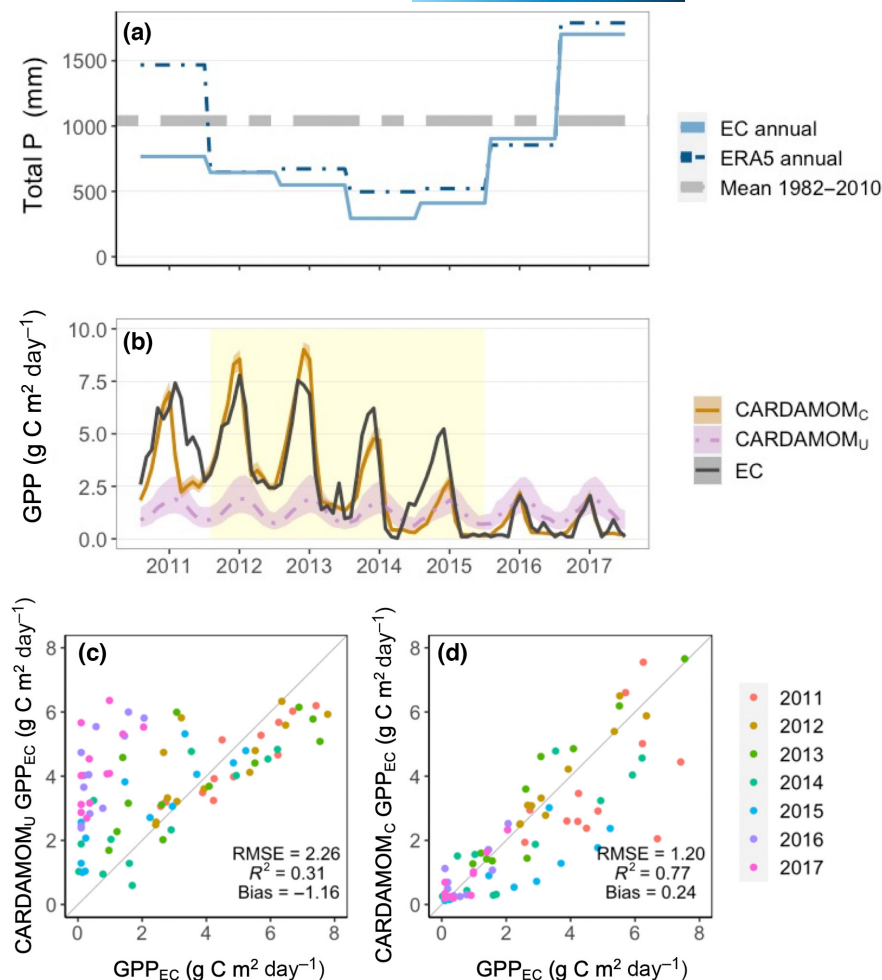 (a)
Total P (mm)
1500
1000
500
0
EC annual
ERA5 annual
Mean 1982–2010
(b)
GPP (g C m² day⁻¹)
10.0
7.5
5.0
2.5
0.0
2011 2012 2013 2014 2015 2016 2017
CARDAMOM_C
CARDAMOM_U
EC
(c)
CARDAMOM_U GPP_EC (g C m² day⁻¹)
8
6
4
2
0
RMSE = 2.26
R² = 0.31
Bias = −1.16
0 2 4 6 8
GPP_EC (g C m² day⁻¹)
(d)
CARDAMOM_C GPP_EC (g C m² day⁻¹)
8
6
4
2
0
RMSE = 1.20
R² = 0.77
Bias = 0.24
0 2 4 6 8
GPP_EC (g C m² day⁻¹)
2011
2012
2013
2014
2015
2016
2017